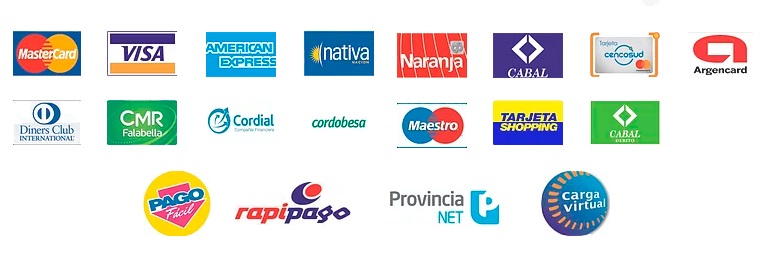 MasterCard
VISA
AMERICAN
EXPRESS
nativa
NACIÓN
Naranja
CABAL
Tarjeta
cencosud
Argencard
Diners Club
INTERNATIONAL
CMR
Falabella
Cordial
Compañía Financiera
cordobesa
Maestro
TARJETA
SHOPPING
CABAL
DEBITO
PAGO
Fácil
rapipago
Provincia
NET
P
carga
virtual